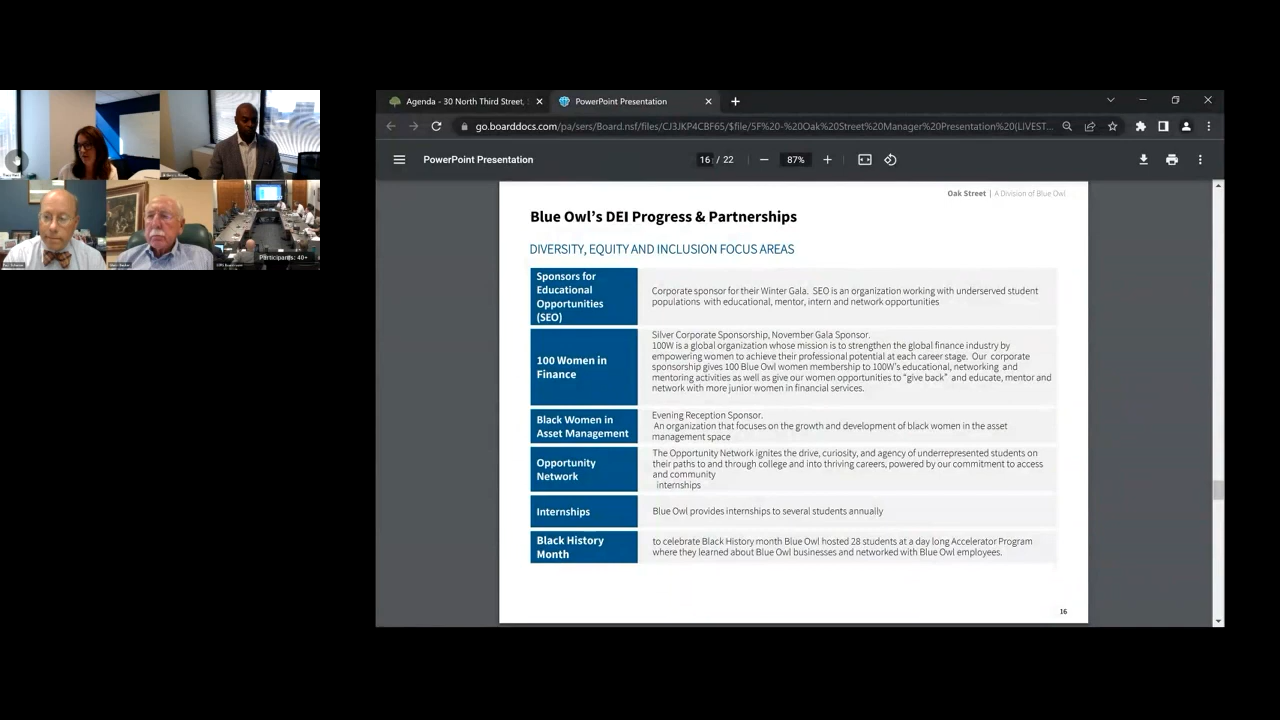 Agenda - 30 North Third Street,
PowerPoint Presentation
go.boarddocs.com/pa/sers/Board.nsf/files/CJ3JKP4CBF65/$file/5F%20-%20Oak%20Street%20Manager%20Presentation%20(LIVEST...
PowerPoint Presentation
16 / 22
87%
Participants: 40+
Oak Street | A Division of Blue Owl
Blue Owl's DEI Progress & Partnerships
DIVERSITY, EQUITY AND INCLUSION FOCUS AREAS
Sponsors for
Educational
Opportunities
(SEO)
Corporate sponsor for their Winter Gala. SEO is an organization working with underserved student
populations with educational, mentor, intern and network opportunities
100 Women in
Finance
Silver Corporate Sponsorship, November Gala Sponsor.
100W is a global organization whose mission is to strengthen the global finance industry by
empowering women to achieve their professional potential at each career stage. Our corporate
sponsorship gives 100 Blue Owl women membership to 100W's educational, networking and
mentoring activities as well as give our women opportunities to "give back" and educate, mentor and
network with more junior women in financial services.
Black Women in
Asset Management
Evening Reception Sponsor.
An organization that focuses on the growth and development of black women in the asset
management space
Opportunity
Network
The Opportunity Network ignites the drive, curiosity, and agency of underrepresented students on
their paths to and through college and into thriving careers, powered by our commitment to access
and community
internships
Internships
Blue Owl provides internships to several students annually
Black History
Month
to celebrate Black History month Blue Owl hosted 28 students at a day long Accelerator Program
where they learned about Blue Owl businesses and networked with Blue Owl employees.
16